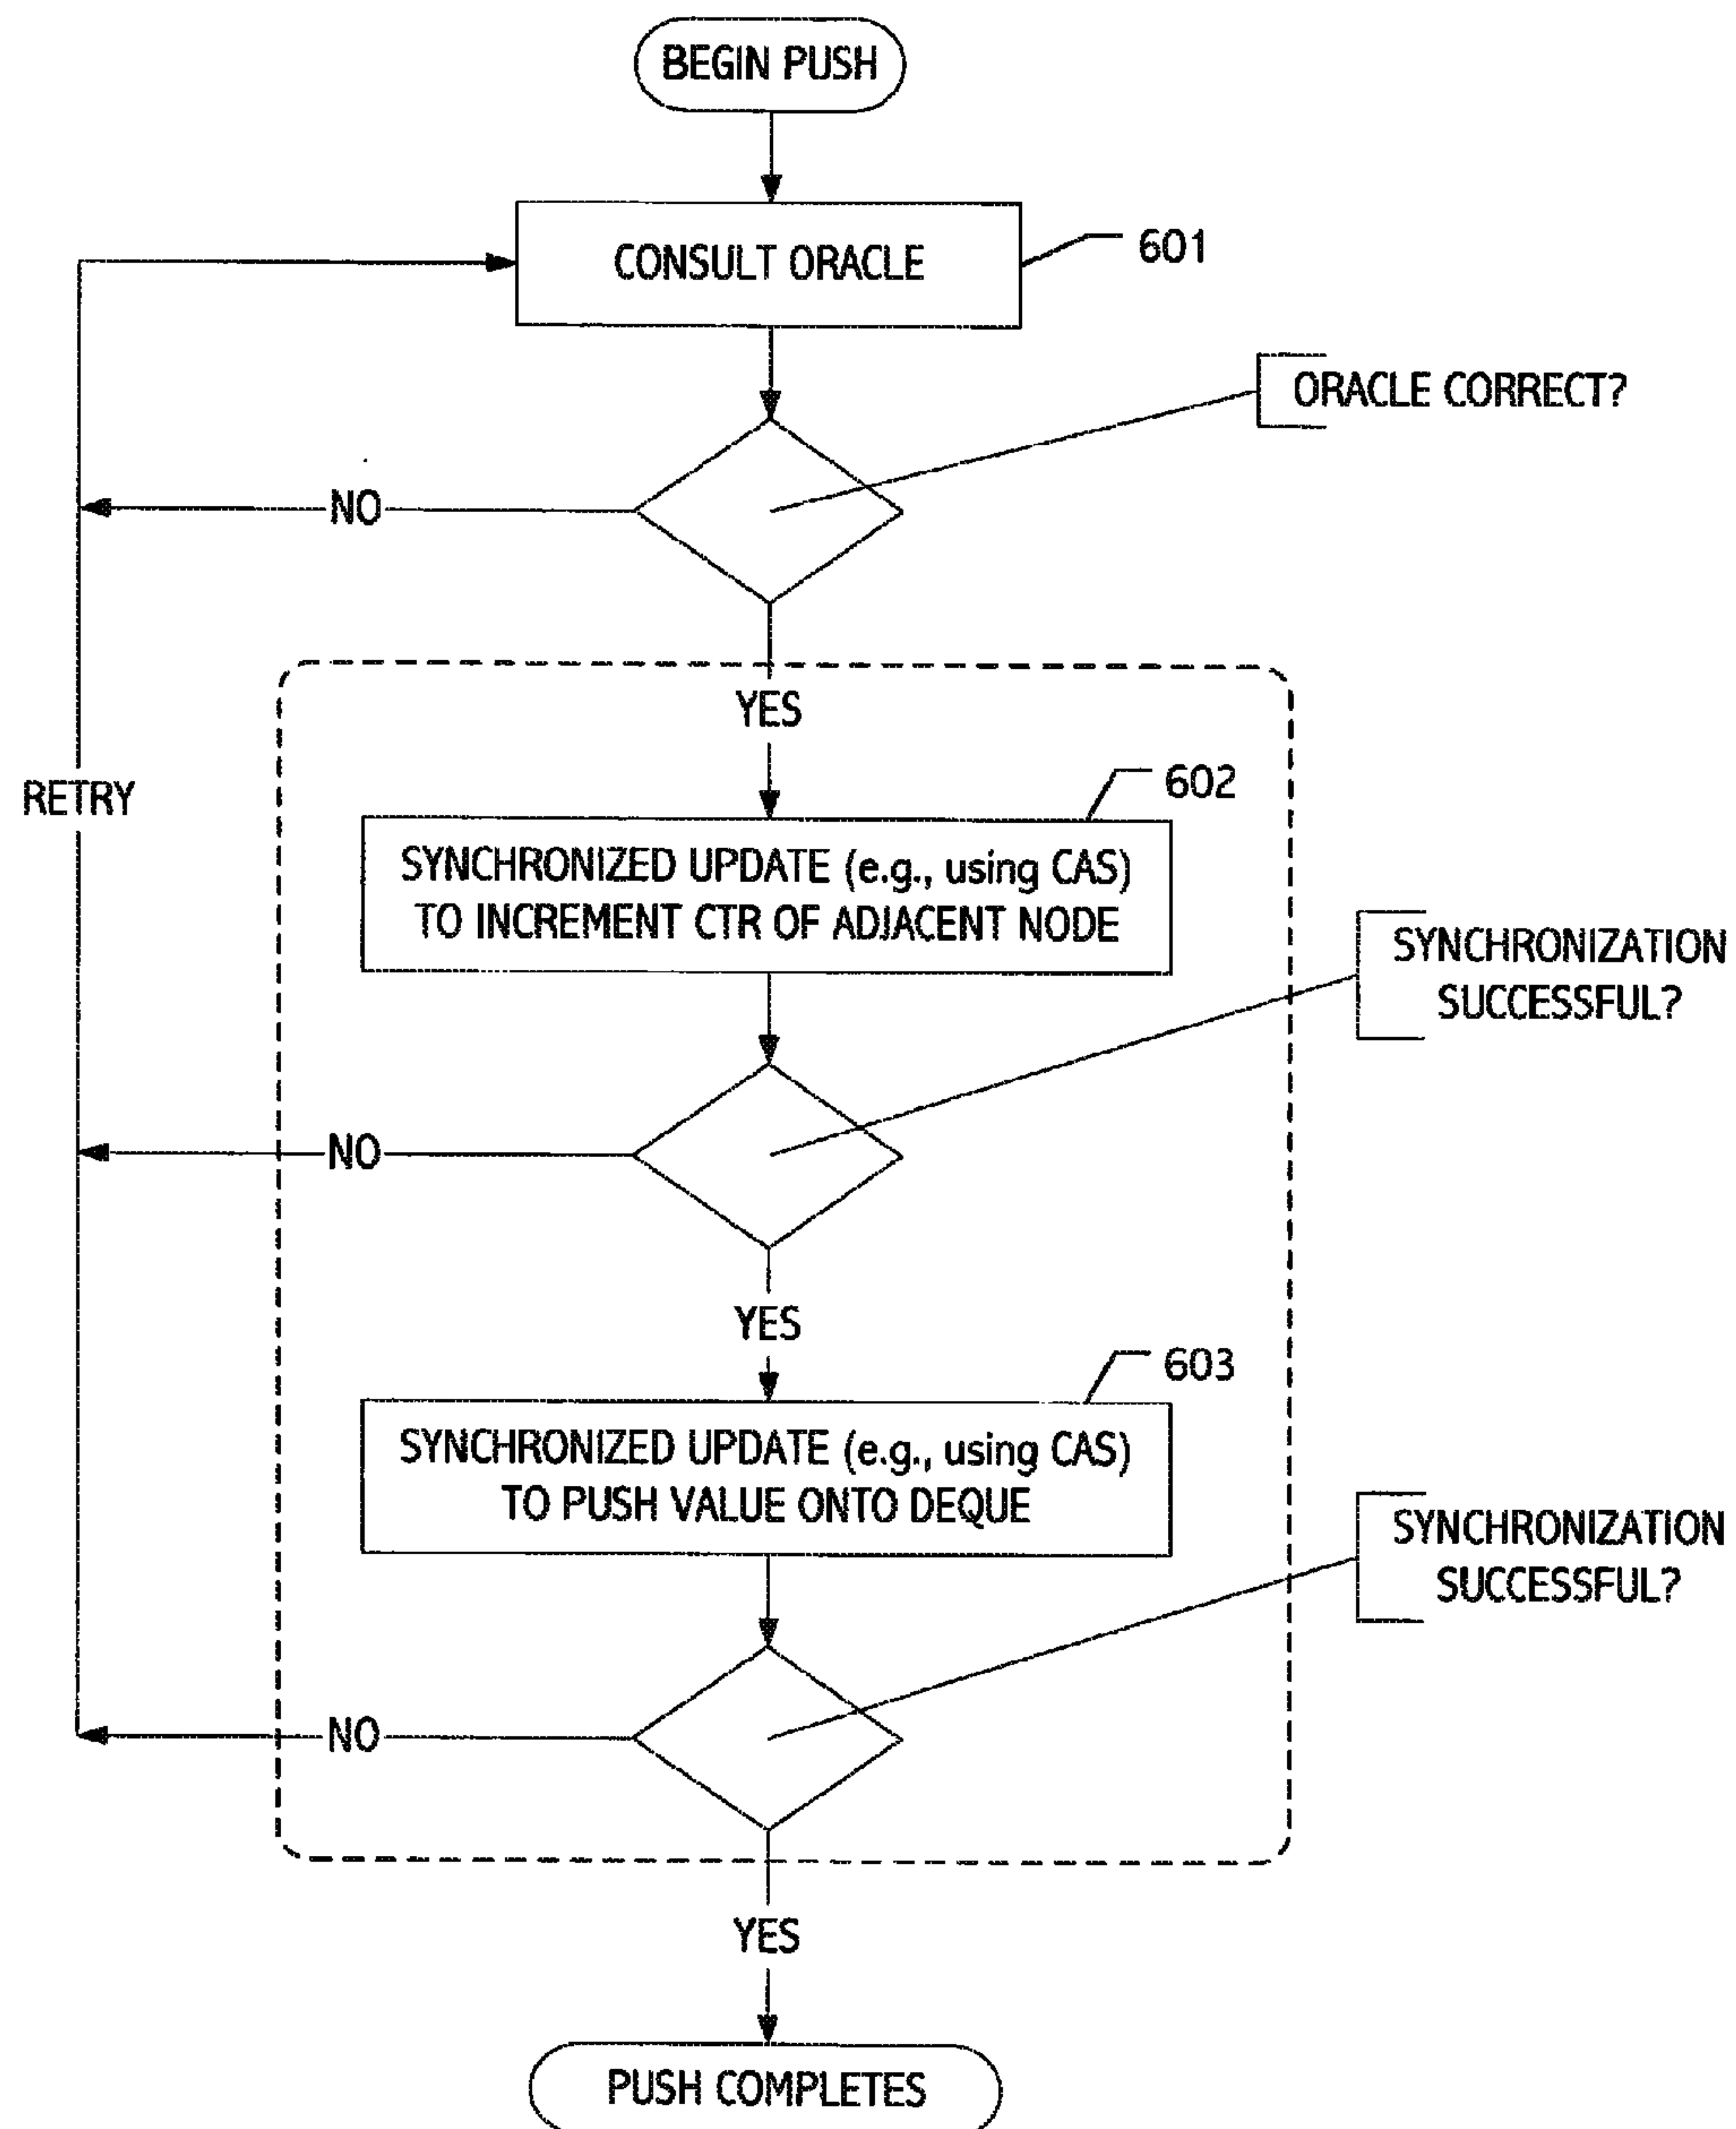 BEGIN PUSH
CONSULT ORACLE
601
ORACLE CORRECT?
NO
YES
RETRY
602
SYNCHRONIZED UPDATE (e.g., using CAS)
TO INCREMENT CTR OF ADJACENT NODE
SYNCHRONIZATION
SUCCESSFUL?
NO
YES
603
SYNCHRONIZED UPDATE (e.g., using CAS)
TO PUSH VALUE ONTO DEQUE
SYNCHRONIZATION
SUCCESSFUL?
NO
YES
PUSH COMPLETES